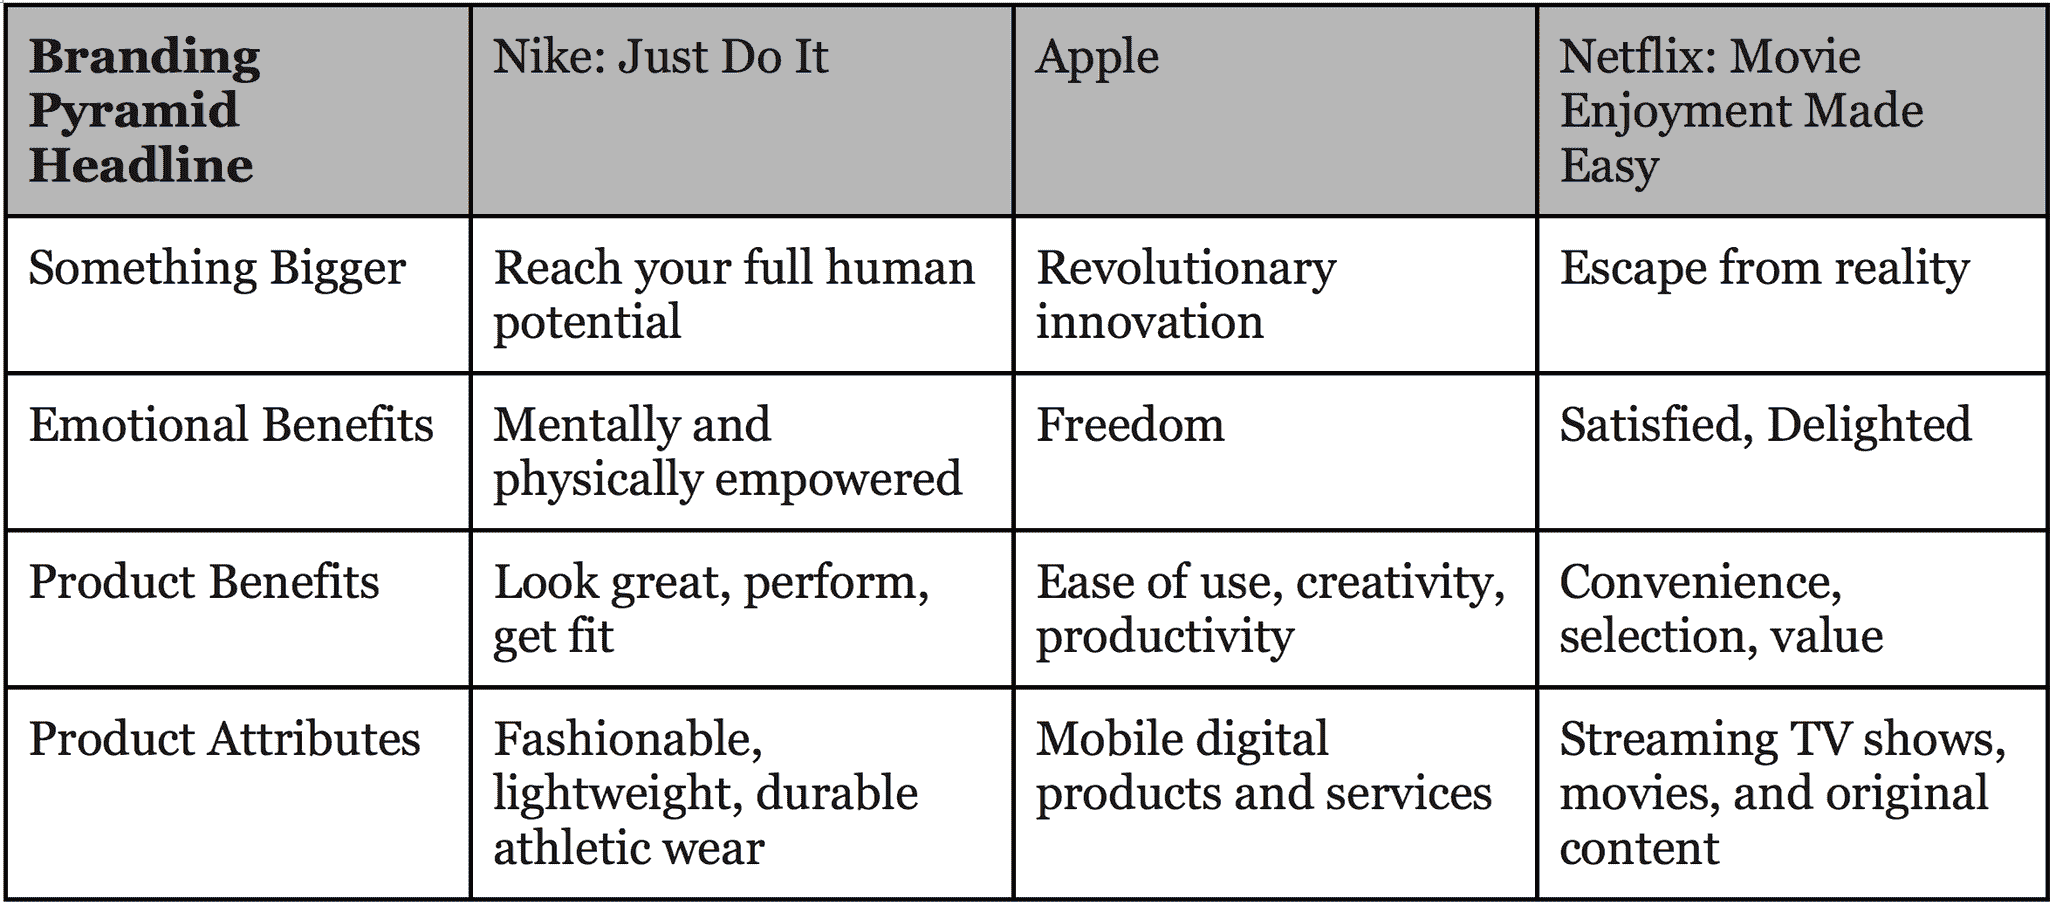 Branding
Pyramid
Headline
Nike: Just Do It
Apple
Netflix: Movie
Enjoyment Made
Easy
Something Bigger
Reach your full human
potential
Revolutionary
innovation
Escape from reality
Emotional Benefits
Mentally and
physically empowered
Freedom
Satisfied, Delighted
Product Benefits
Look great, perform,
get fit
Ease of use, creativity,
productivity
Convenience,
selection, value
Product Attributes
Fashionable,
lightweight, durable
athletic wear
Mobile digital
products and services
Streaming TV shows,
movies, and original
content